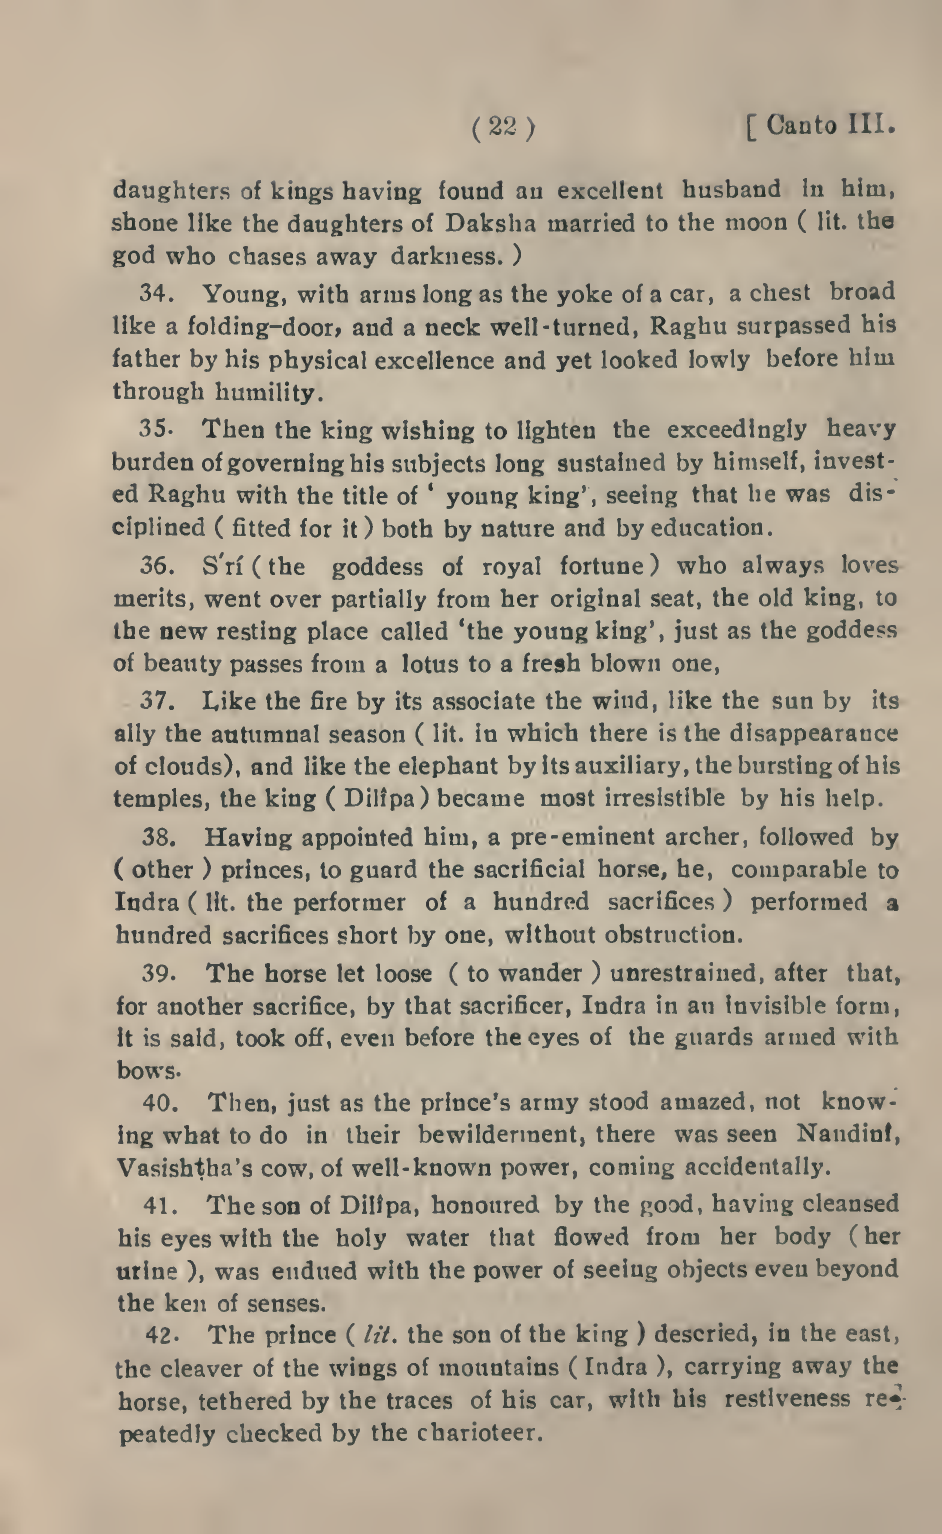 ( 22 ) [ Canto III.
daughters of kings having found an excellent husband in him,
shone like the daughters of Daksha married to the moon ( lit. the
god who chases away darkness. )
34. Young, with arms long as the yoke of a car, a chest broad
like a folding-door, and a neck well-turned, Raghu surpassed his
father by his physical excellence and yet looked lowly before him
through humility.
35. Then the king wishing to lighten the exceedingly heavy
burden of governing his subjects long sustained by himself, invest-
ed Raghu with the title of ‘ young king’, seeing that he was dis-
ciplined ( fitted for it ) both by nature and by education.
36. S'rí ( the goddess of royal fortune ) who always loves
merits, went over partially from her original seat, the old king, to
the new resting place called ‘the young king’, just as the goddess
of beauty passes from a lotus to a fresh blown one,
37. Like the fire by its associate the wind, like the sun by its
ally the autumnal season ( lit. in which there is the disappearance
of clouds), and like the elephant by its auxiliary, the bursting of his
temples, the king ( Dilîpa ) became most irresistible by his help.
38. Having appointed him, a pre-eminent archer, followed by
( other ) princes, to guard the sacrificial horse, he, comparable to
Indra ( lit. the performer of a hundred sacrifices ) performed a
hundred sacrifices short by one, without obstruction.
39. The horse let loose ( to wander ) unrestrained, after that,
for another sacrifice, by that sacrificer, Indra in an invisible form,
it is said, took off, even before the eyes of the guards armed with
bows.
40. Then, just as the prince's army stood amazed, not know-
ing what to do in their bewilderment, there was seen Nandinî,
Vasishṭha's cow, of well-known power, coming accidentally.
41. The son of Dilîpa, honoured by the good, having cleansed
his eyes with the holy water that flowed from her body ( her
urine ), was endued with the power of seeing objects even beyond
the ken of senses.
42. The prince ( lit. the son of the king ) descried, in the east,
the cleaver of the wings of mountains ( Indra ), carrying away the
horse, tethered by the traces of his car, with his restiveness re-
peatedly checked by the charioteer.